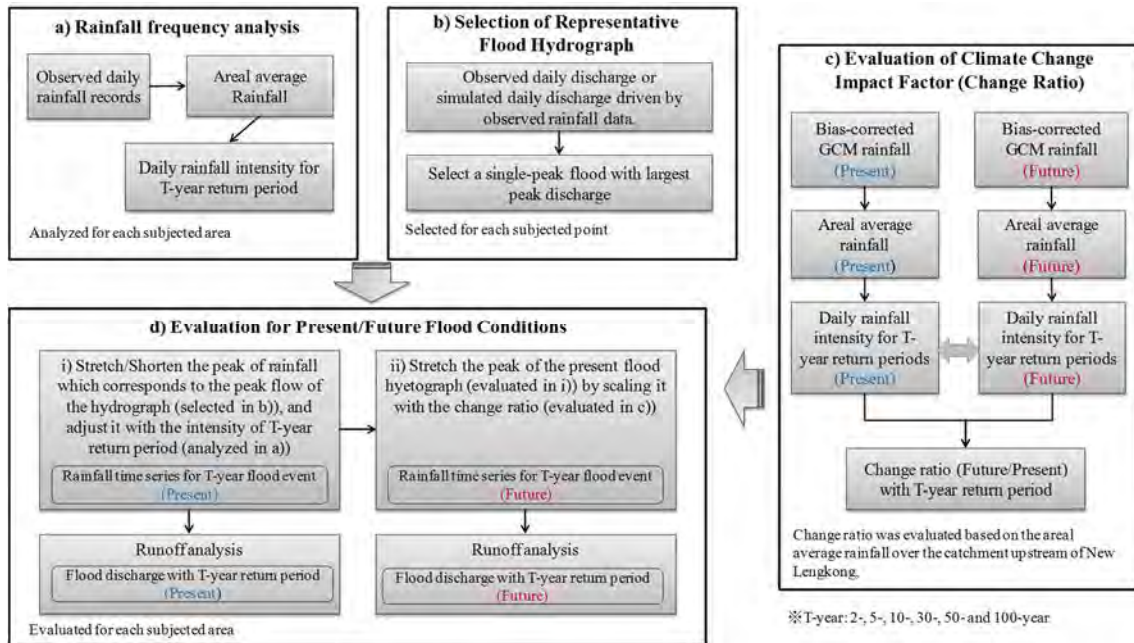 a) Rainfall frequency analysis
Observed daily
rainfall records
Areal average
Rainfall
Daily rainfall intensity for
T-year return period
Analyzed for each subjected area
b) Selection of Representative
Flood Hydrograph
Observed daily discharge or
simulated daily discharge driven by
observed rainfall data.
Select a single-peak flood with largest
peak discharge
Selected for each subjected point
c) Evaluation of Climate Change
Impact Factor (Change Ratio)
Bias-corrected
GCM rainfall
(Present)
Bias-corrected
GCM rainfall
(Future)
Areal average
rainfall
(Present)
Areal average
rainfall
(Future)
Daily rainfall
intensity for T-
year return periods
(Present)
Daily rainfall
intensity for T-
year return periods
(Future)
Change ratio (Future/Present)
with T-year return period
Change ratio was evaluated based on the areal
average rainfall over the catchment upstream of New
Lengkong.
d) Evaluation for Present/Future Flood Conditions
i) Stretch/Shorten the peak of rainfall
which corresponds to the peak flow of
the hydrograph (selected in b)), and
adjust it with the intensity of T-year
return period (analyzed in a))
Rainfall time series for T-year flood event
(Present)
ii) Stretch the peak of the present flood
hyetograph (evaluated in i)) by scaling it
with the change ratio (evaluated in c))
Rainfall time series for T-year flood event
(Future)
Runoff analysis
Flood discharge with T-year return period
(Present)
Runoff analysis
Flood discharge with T-year return period
(Future)
Evaluated for each subjected area
※T-year: 2-, 5-, 10-, 30-, 50- and 100-year